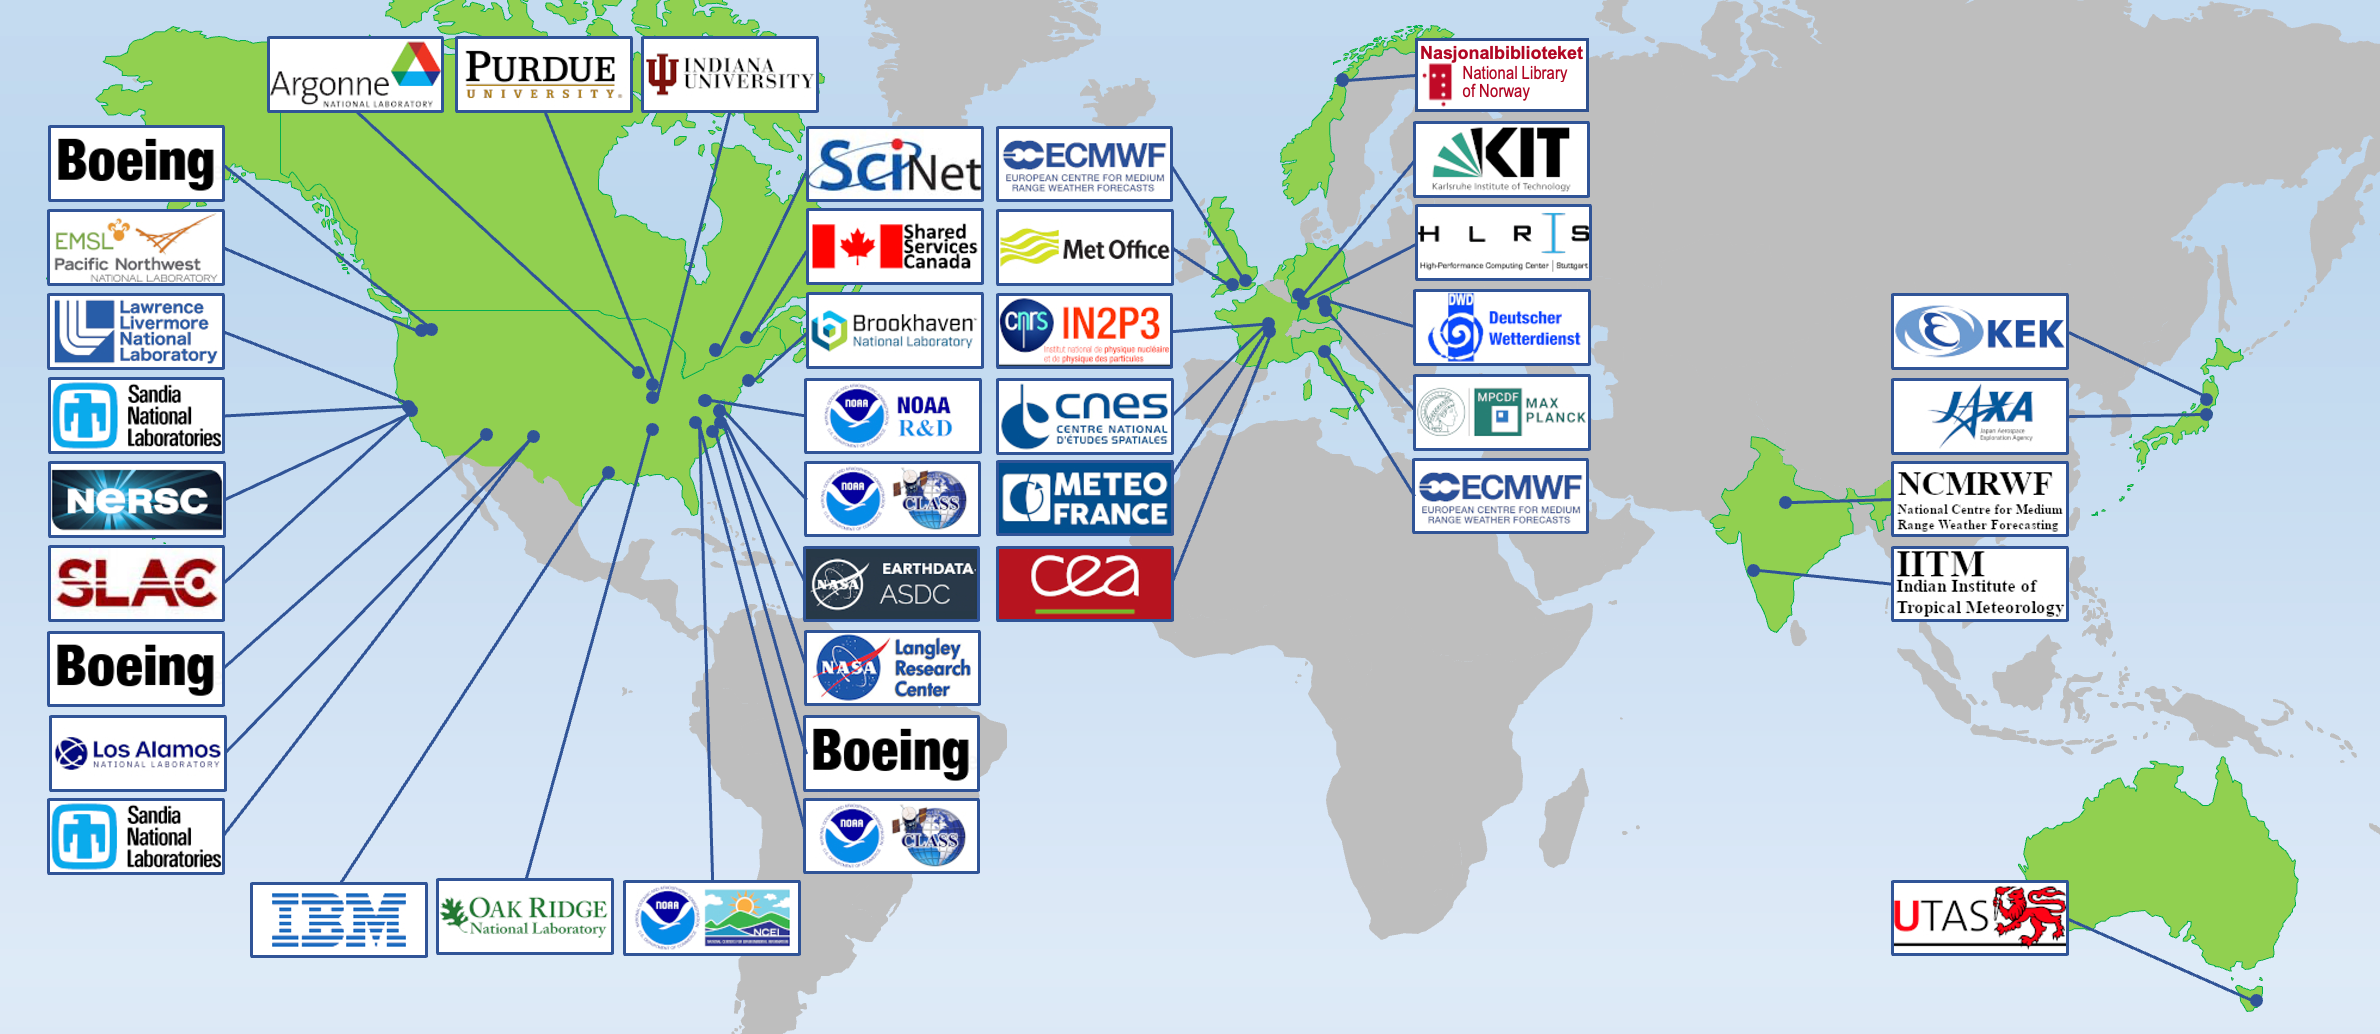 Argonne
NATIONAL LABORATORY
PURDUE
UNIVERSITY.
INDIANA
UNIVERSITY
Boeing
EMSL
Pacific Northwest
NATIONAL LABORATORY
Lawrence
Livermore
National
Laboratory
Sandia
National
Laboratories
NERSC
SLAC
Boeing
Los Alamos
NATIONAL LABORATORY
Sandia
National
Laboratories
IBM
OAK RIDGE
National Laboratory
NOAA
NCEI
SciNet
Shared
Services
Canada
Brookhaven
National Laboratory
NOAA
NOAA
R&D
NOAA
CLASS
NASA
EARTHDATA
ASDC
NASA
Langley
Research
Center
Boeing
NOAA
CLASS
ECMWF
EUROPEAN CENTRE FOR MEDIUM
RANGE WEATHER FORECASTS
Met Office
cnrs
IN2P3
Institut national de physique nucléaire
et de physique des particules
cnes
CENTRE NATIONAL
D'ÉTUDES SPATIALES
METEO
FRANCE
cea
Nasjonalbiblioteket
National Library
of Norway
KIT
Karlsruhe Institute of Technology
H L R I S
High-Performance Computing Center | Stuttgart
DWD
Deutscher
Wetterdienst
MPCDF
MAX
PLANCK
ECMWF
EUROPEAN CENTRE FOR MEDIUM
RANGE WEATHER FORECASTS
KEK
JAXA
Japan Aerospace
Exploration Agency
NCMRWF
National Centre for Medium
Range Weather Forecasting
IITM
Indian Institute of
Tropical Meteorology
UTAS